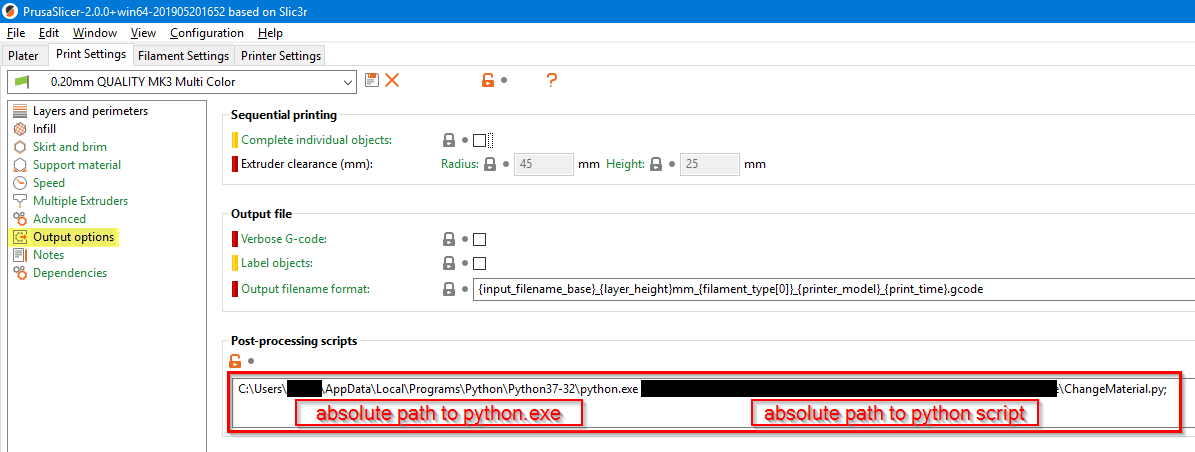 PrusaSlicer-2.0.0+win64-201905201652 based on Slic3r
File Edit Window View Configuration Help
Plater Print Settings Filament Settings Printer Settings
0.20mm QUALITY MK3 Multi Color ?
Layers and perimeters
Infill
Skirt and brim
Support material
Speed
Multiple Extruders
Advanced
Output options
Notes
Dependencies
Sequential printing
Complete individual objects:
Extruder clearance (mm): Radius: 45 mm Height: 25 mm
Output file
Verbose G-code:
Label objects:
Output filename format: {input_filename_base}_{layer_height}mm_{filament_type[0]}_{printer_model}_{print_time}.gcode
Post-processing scripts
C:\Users\ \AppData\Local\Programs\Python\Python37-32\python.exe e\ChangeMaterial.py;
absolute path to python.exe absolute path to python script